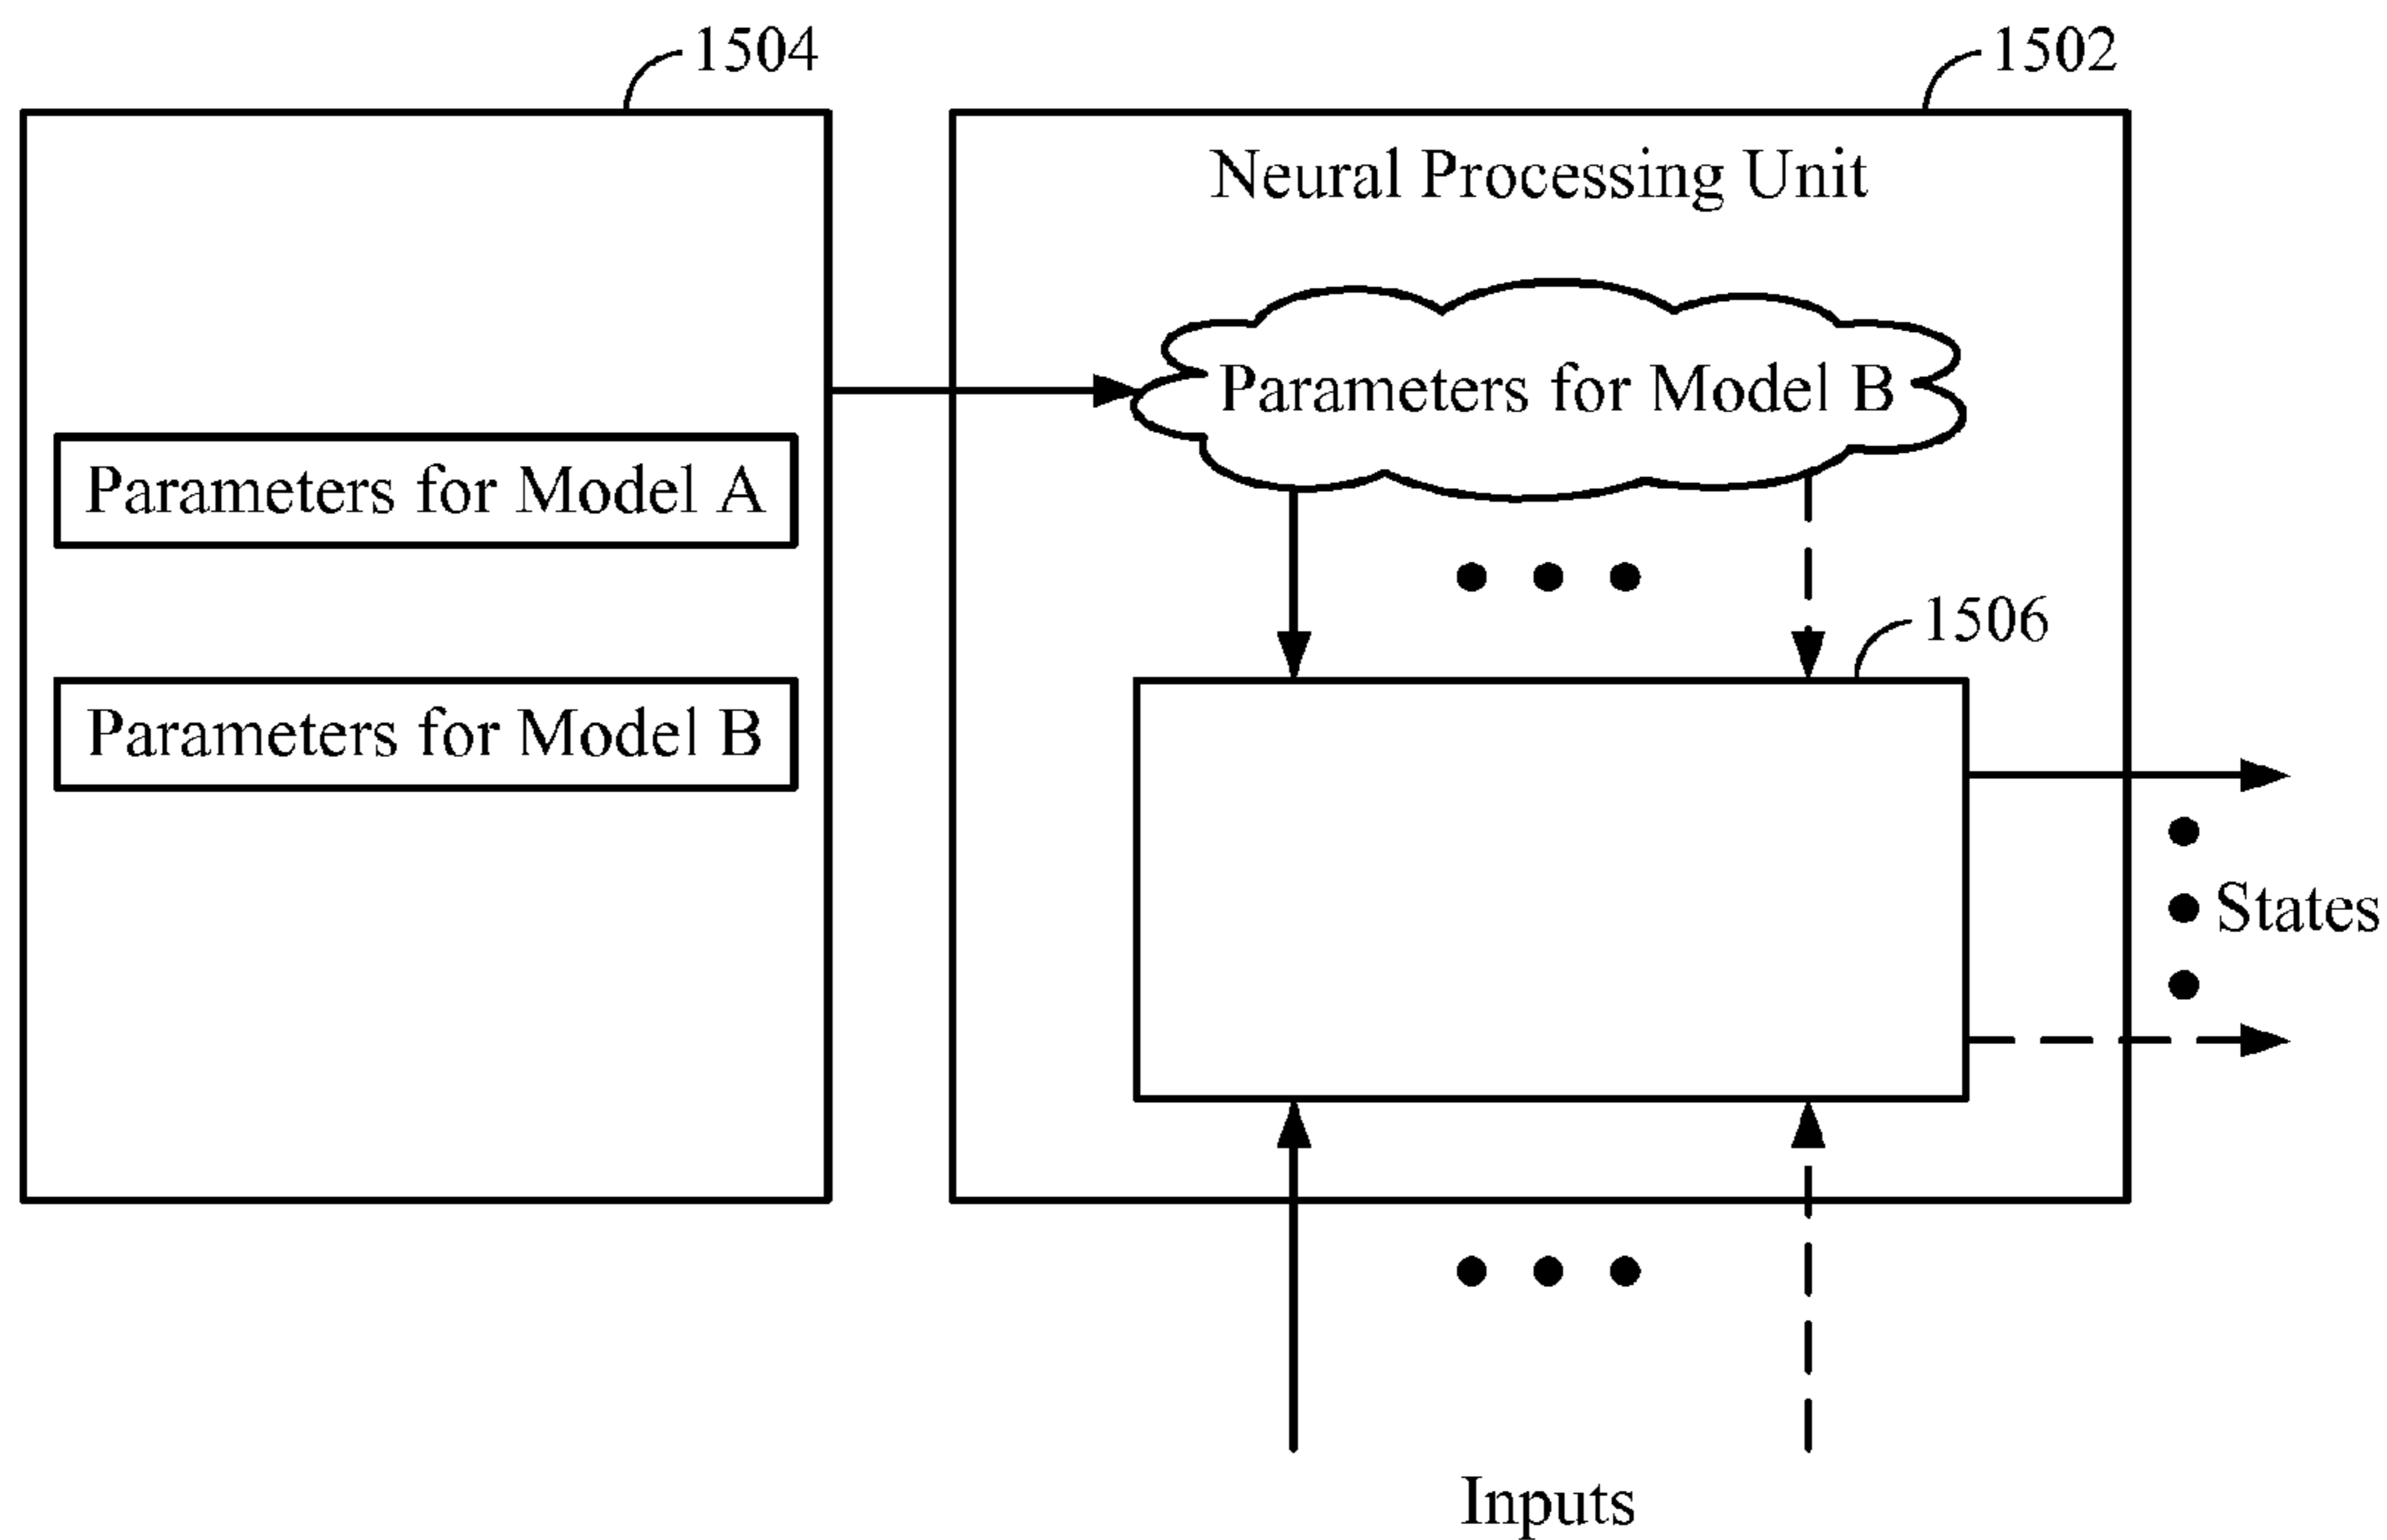 1504
1502
Neural Processing Unit
Parameters for Model B
Parameters for Model A
1506
Parameters for Model B
States
Inputs